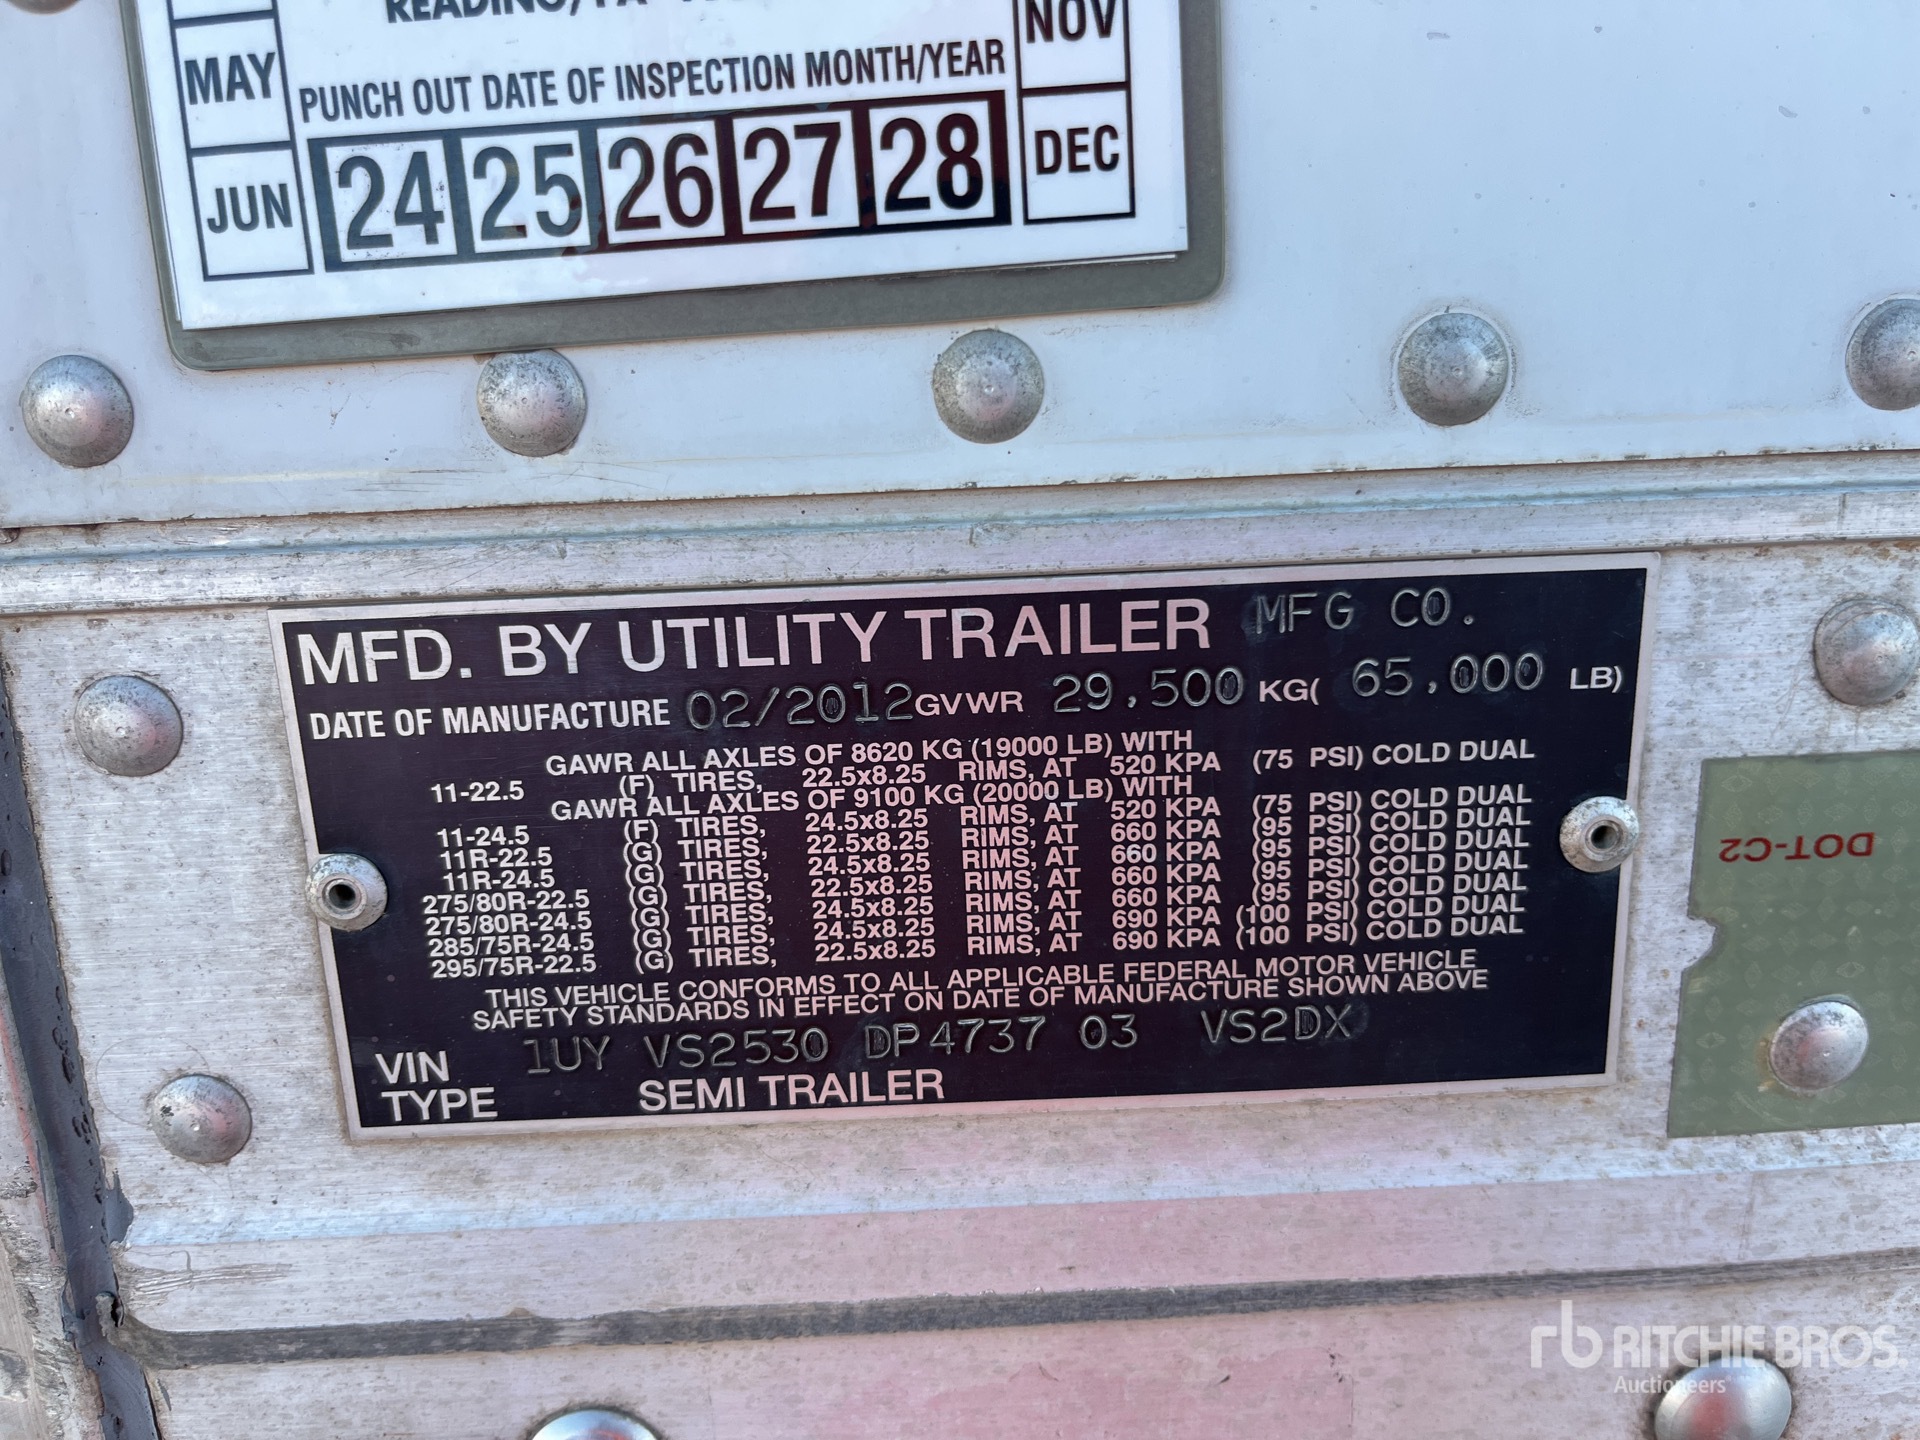 READING, PA
MAY
NOV
PUNCH OUT DATE OF INSPECTION MONTH/YEAR
JUN 24 25 26 27 28 DEC
MFD. BY UTILITY TRAILER MFG CO.
DATE OF MANUFACTURE 02/2012 GVWR 29,500 KG( 65,000 LB)
GAWR ALL AXLES OF 8620 KG (19000 LB) WITH
11-22.5 (F) TIRES, 22.5x8.25 RIMS, AT 520 KPA (75 PSI) COLD DUAL
GAWR ALL AXLES OF 9100 KG (20000 LB) WITH
11-24.5 (F) TIRES, 24.5x8.25 RIMS, AT 520 KPA (75 PSI) COLD DUAL
11R-22.5 (G) TIRES, 22.5x8.25 RIMS, AT 660 KPA (95 PSI) COLD DUAL
11R-24.5 (G) TIRES, 24.5x8.25 RIMS, AT 660 KPA (95 PSI) COLD DUAL
275/80R-22.5 (G) TIRES, 22.5x8.25 RIMS, AT 660 KPA (95 PSI) COLD DUAL
275/80R-24.5 (G) TIRES, 24.5x8.25 RIMS, AT 660 KPA (95 PSI) COLD DUAL
285/75R-24.5 (G) TIRES, 24.5x8.25 RIMS, AT 690 KPA (100 PSI) COLD DUAL
295/75R-22.5 (G) TIRES, 22.5x8.25 RIMS, AT 690 KPA (100 PSI) COLD DUAL
THIS VEHICLE CONFORMS TO ALL APPLICABLE FEDERAL MOTOR VEHICLE
SAFETY STANDARDS IN EFFECT ON DATE OF MANUFACTURE SHOWN ABOVE
VIN 1UY VS2530 DP4737 03 VS2DX
TYPE SEMI TRAILER
DOT-C2
rb RITCHIE BROS.
Auctioneers